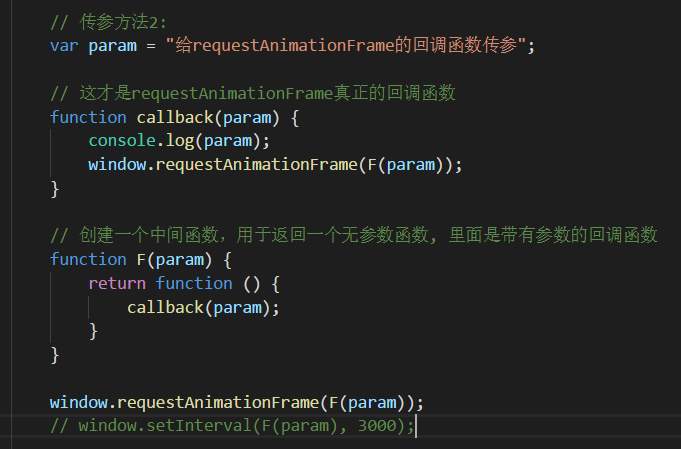 // 传参方法2:
var param = "给requestAnimationFrame的回调函数传参";
// 这才是requestAnimationFrame真正的回调函数
function callback(param) {
console.log(param);
window.requestAnimationFrame(F(param));
}
// 创建一个中间函数，用于返回一个无参数函数, 里面是带有参数的回调函数
function F(param) {
return function () {
callback(param);
}
}
window.requestAnimationFrame(F(param));
// window.setInterval(F(param), 3000);